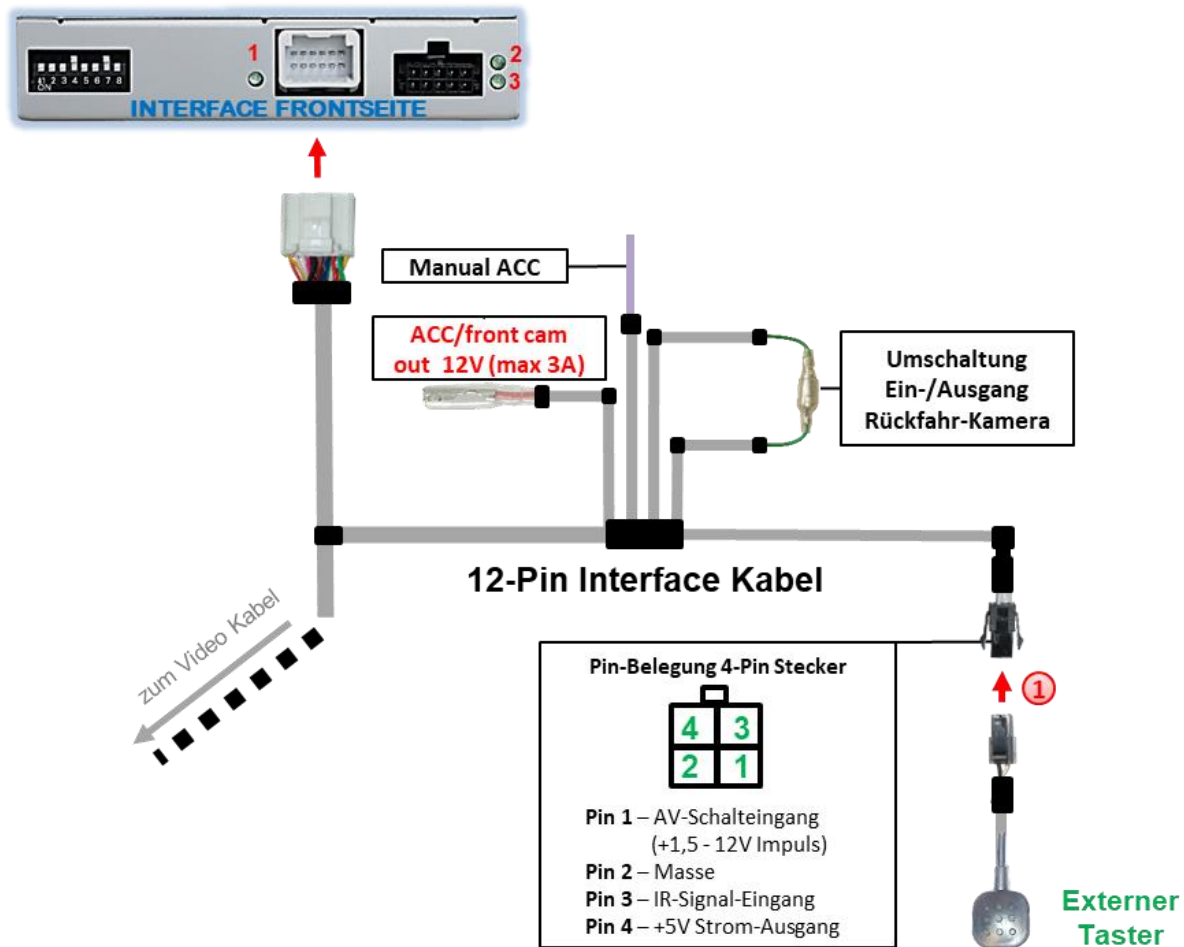 1
2
3
1 2 3 4 5 6 7 8
ON
INTERFACE FRONTSEITE
Manual ACC
ACC/front cam
out 12V (max 3A)
Umschaltung
Ein-/Ausgang
Rückfahr-Kamera
12-Pin Interface Kabel
zum Video Kabel
Pin-Belegung 4-Pin Stecker
4 3
2 1
Pin 1 – AV-Schalteingang
(+1,5 - 12V Impuls)
Pin 2 – Masse
Pin 3 – IR-Signal-Eingang
Pin 4 – +5V Strom-Ausgang
1
Externer
Taster